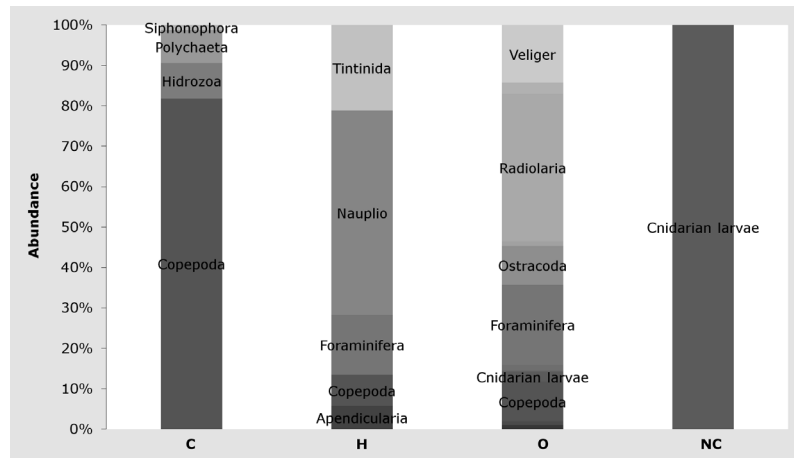 Abundance
100%
90%
80%
70%
60%
50%
40%
30%
20%
10%
0%
Siphonophora
Polychaeta
Hidrozoa
Copepoda
C
Tintinida
Nauplio
Foraminifera
Copepoda
Apendicularia
H
Veliger
Radiolaria
Ostracoda
Foraminifera
Cnidarian larvae
Copepoda
O
Cnidarian larvae
NC